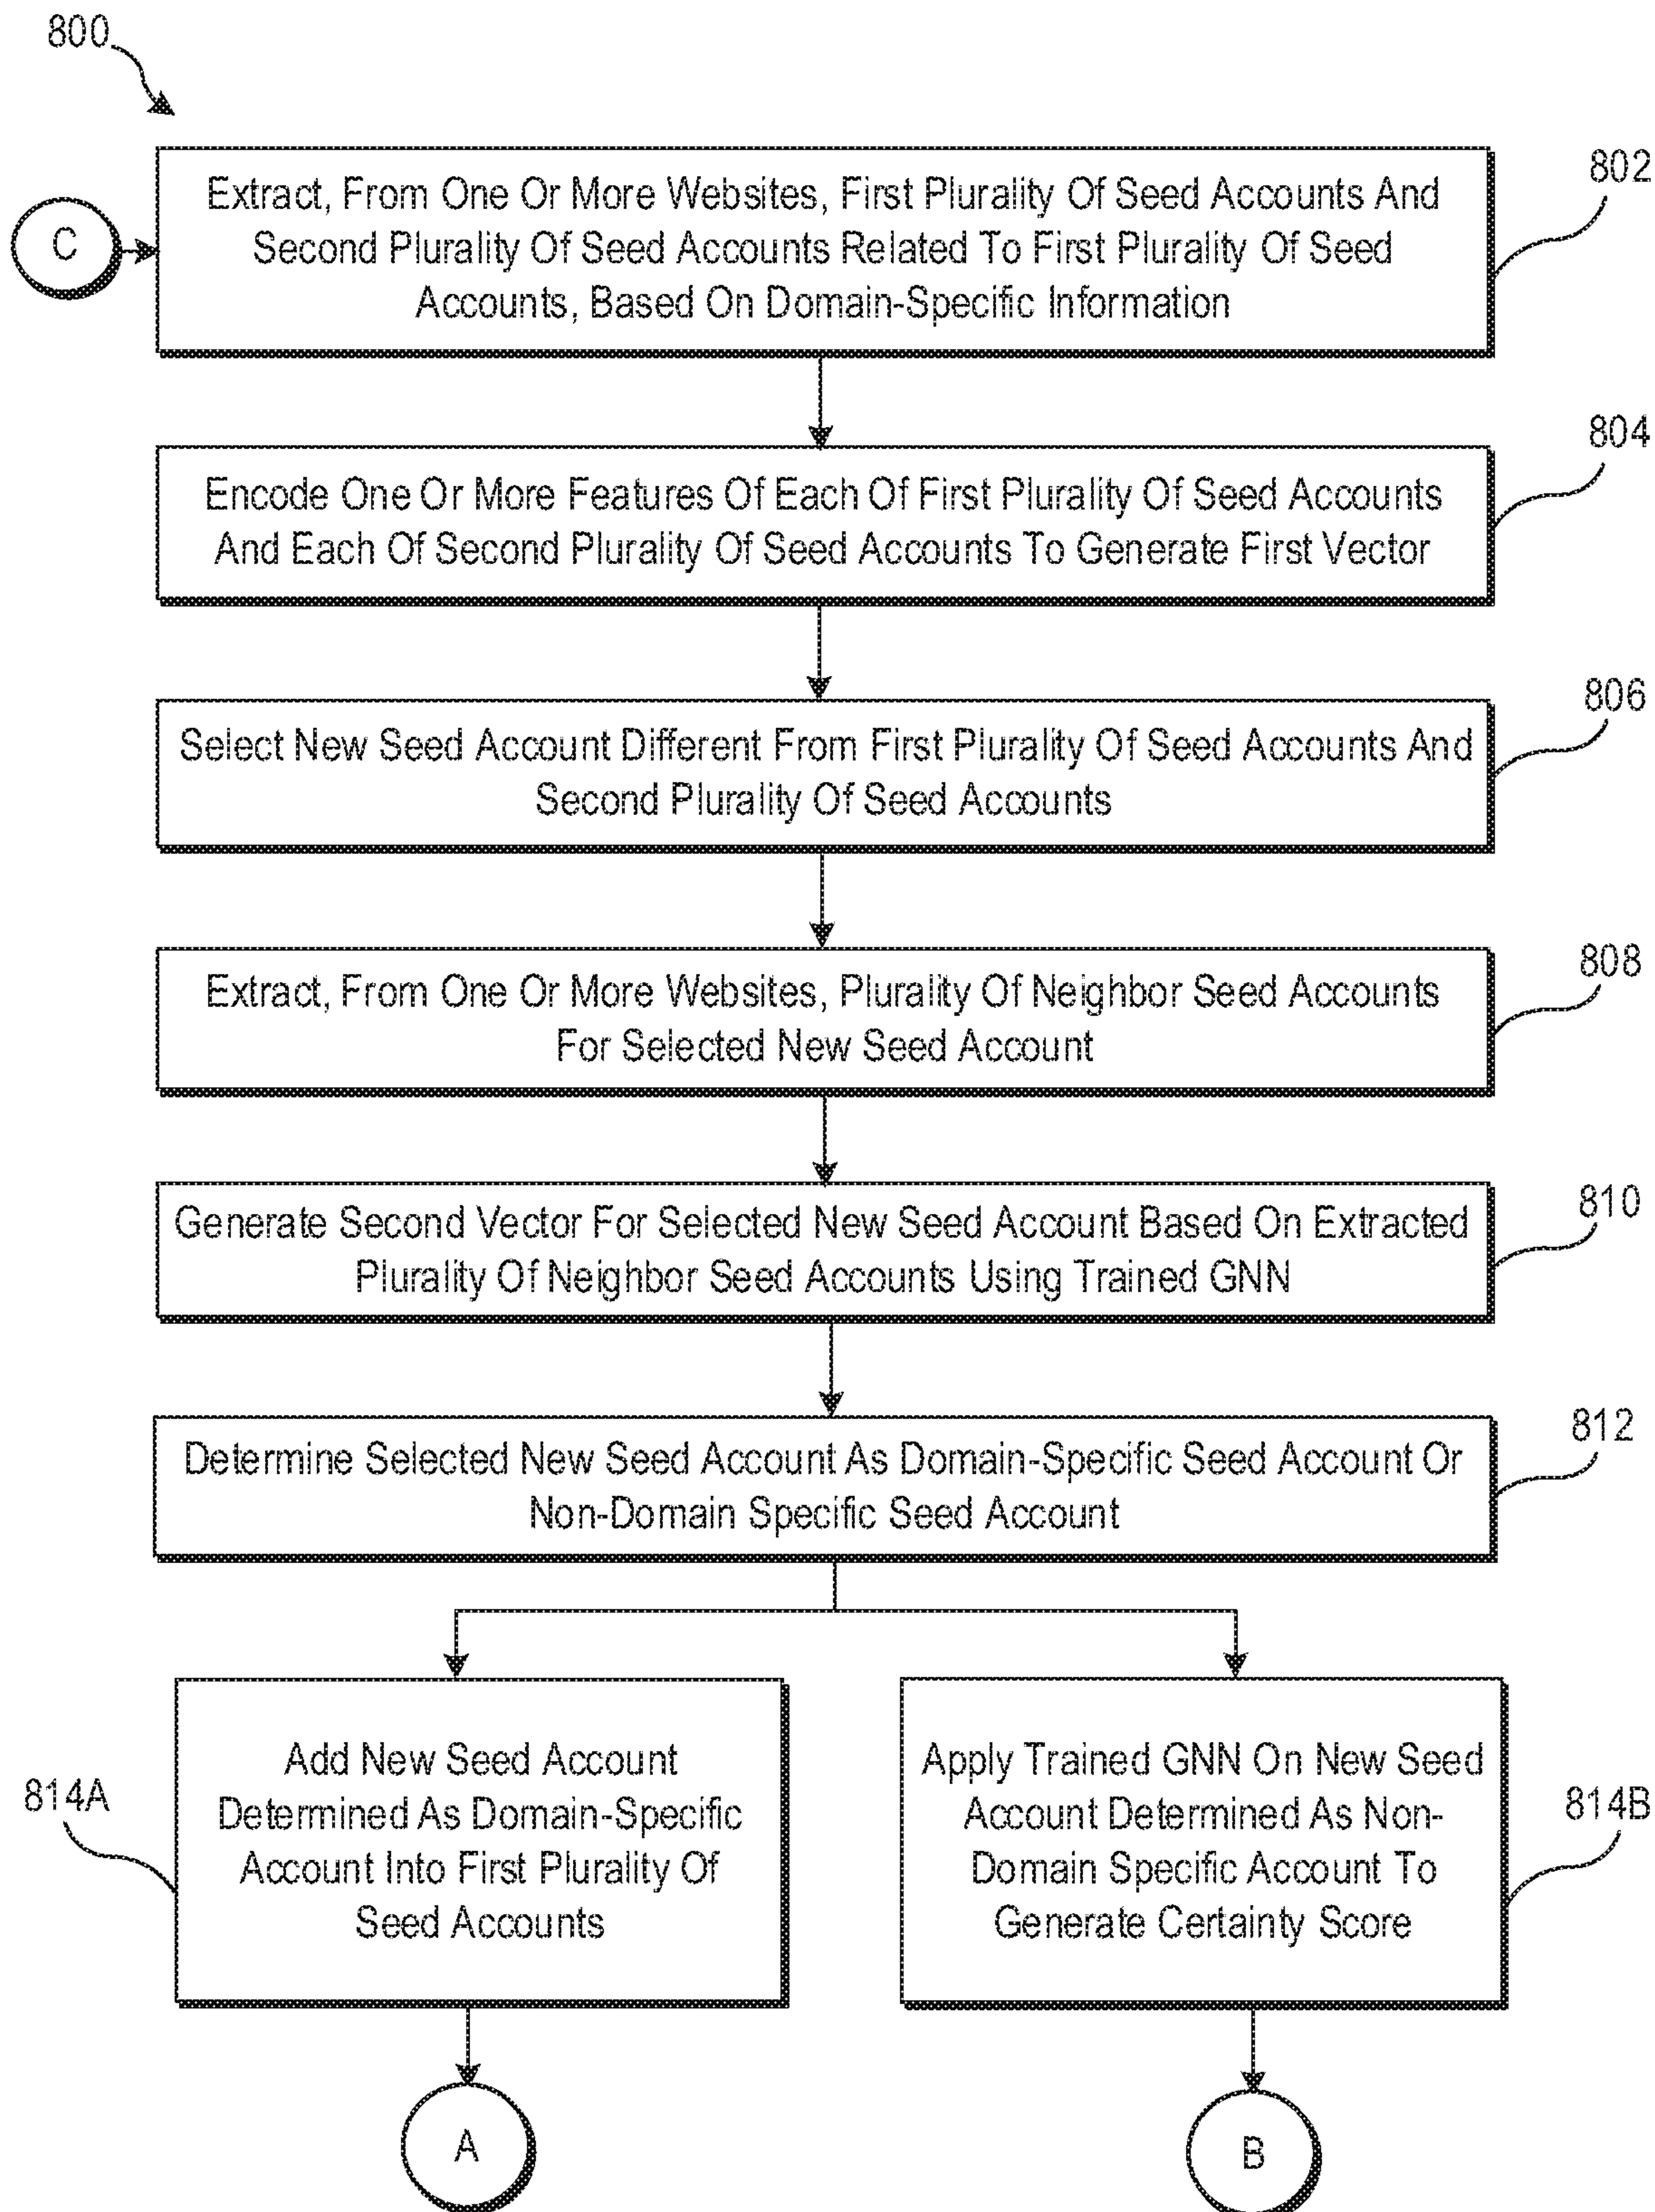 800
802
Extract, From One Or More Websites, First Plurality Of Seed Accounts And
Second Plurality Of Seed Accounts Related To First Plurality Of Seed
Accounts, Based On Domain-Specific Information
C
804
Encode One Or More Features Of Each Of First Plurality Of Seed Accounts
And Each Of Second Plurality Of Seed Accounts To Generate First Vector
806
Select New Seed Account Different From First Plurality Of Seed Accounts And
Second Plurality Of Seed Accounts
808
Extract, From One Or More Websites, Plurality Of Neighbor Seed Accounts
For Selected New Seed Account
810
Generate Second Vector For Selected New Seed Account Based On Extracted
Plurality Of Neighbor Seed Accounts Using Trained GNN
812
Determine Selected New Seed Account As Domain-Specific Seed Account Or
Non-Domain Specific Seed Account
814A
Add New Seed Account
Determined As Domain-Specific
Account Into First Plurality Of
Seed Accounts
Apply Trained GNN On New Seed
Account Determined As Non-
Domain Specific Account To
Generate Certainty Score
814B
A
B